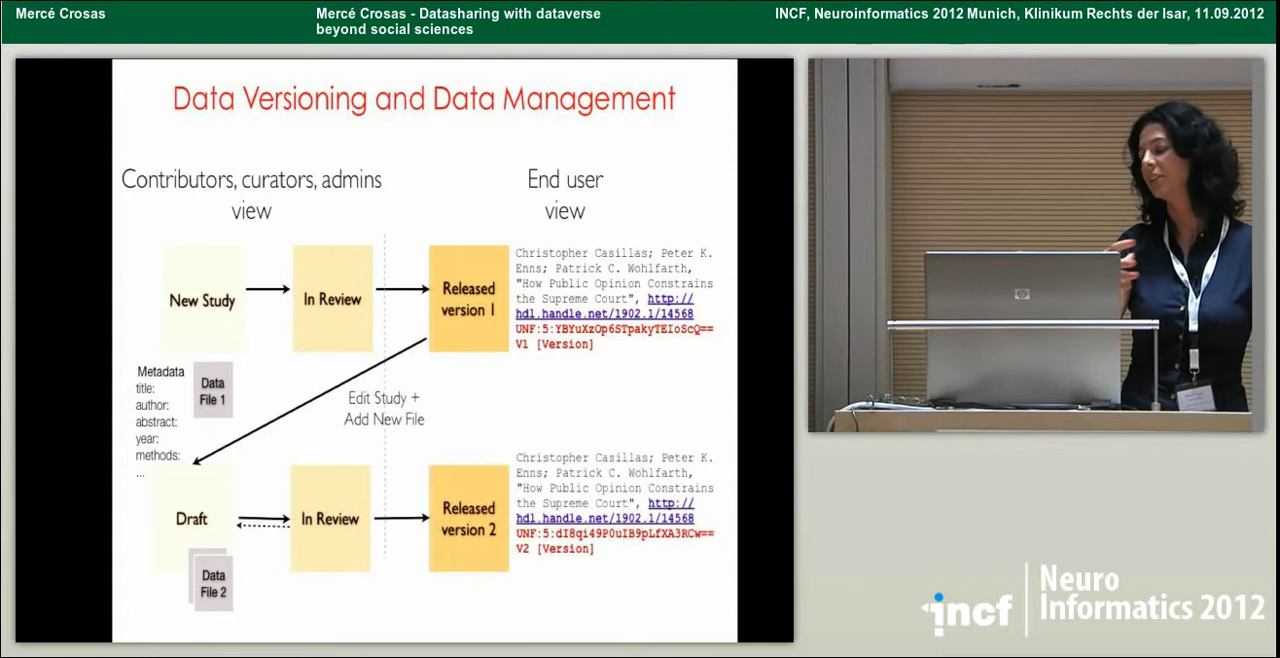 Mercé Crosas
Mercé Crosas - Datasharing with dataverse
beyond social sciences
INCF, Neuroinformatics 2012 Munich, Klinikum Rechts der Isar, 11.09.2012
Data Versioning and Data Management
Contributors, curators, admins
view
End user
view
New Study
In Review
Released
version 1
Christopher Casillas; Peter K.
Enns; Patrick C. Wohlfarth,
"How Public Opinion Constrains
the Supreme Court", http://
hdl.handle.net/1902.1/14568
UNF:5:YBYuXzOp6STpakyTEIoScQ==
V1 [Version]
Metadata
title:
author:
abstract:
year:
methods:
...
Data
File 1
Edit Study +
Add New File
Draft
In Review
Released
version 2
Christopher Casillas; Peter K.
Enns; Patrick C. Wohlfarth,
"How Public Opinion Constrains
the Supreme Court", http://
hdl.handle.net/1902.1/14568
UNF:5:dI8qi49P0uIB9pLfXA3RCw==
V2 [Version]
Data
File 2
hp
incf
Neuro
Informatics 2012